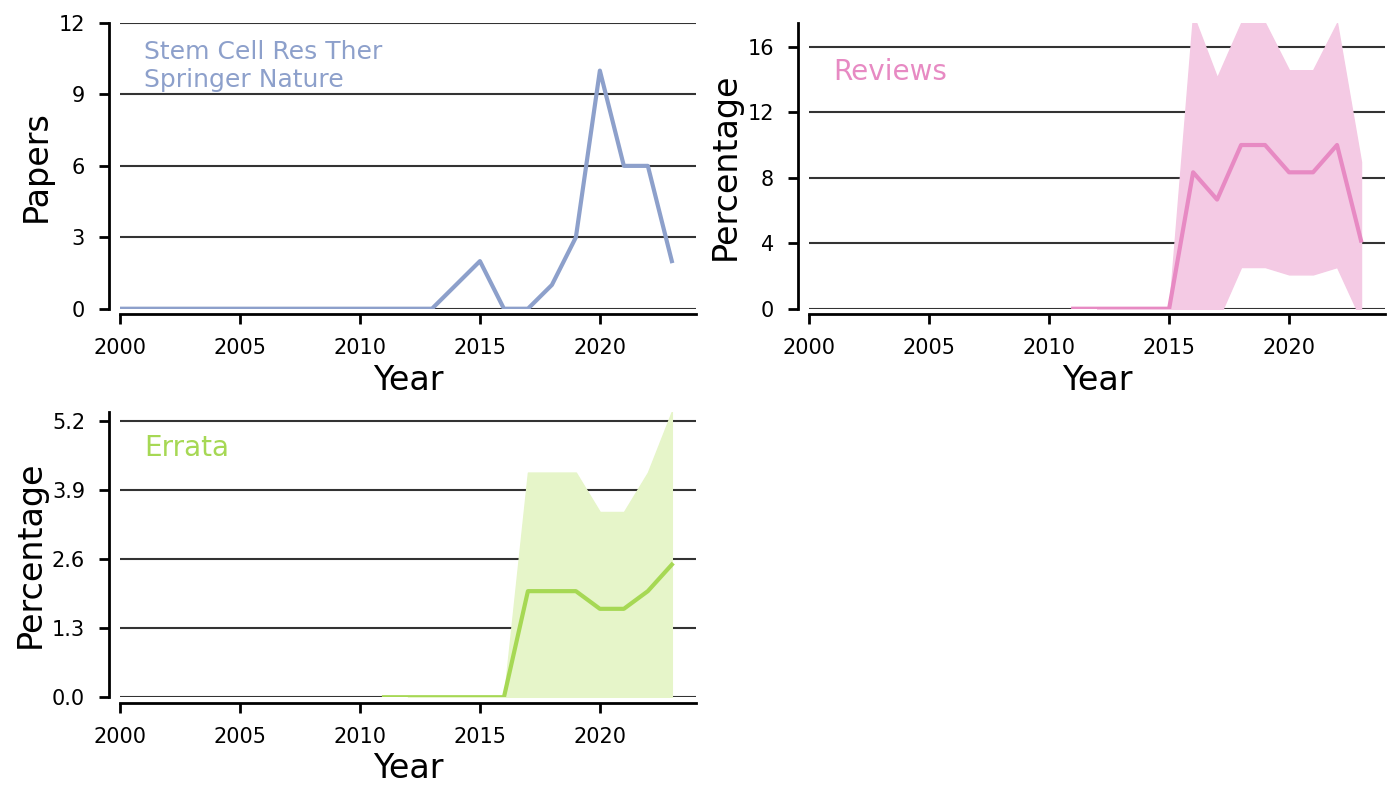 12
9
6
3
0
Papers
Stem Cell Res Ther
Springer Nature
2000 2005 2010 2015 2020
Year
16
12
8
4
0
Percentage
Reviews
2000 2005 2010 2015 2020
Year
5.2
3.9
2.6
1.3
0.0
Percentage
Errata
2000 2005 2010 2015 2020
Year